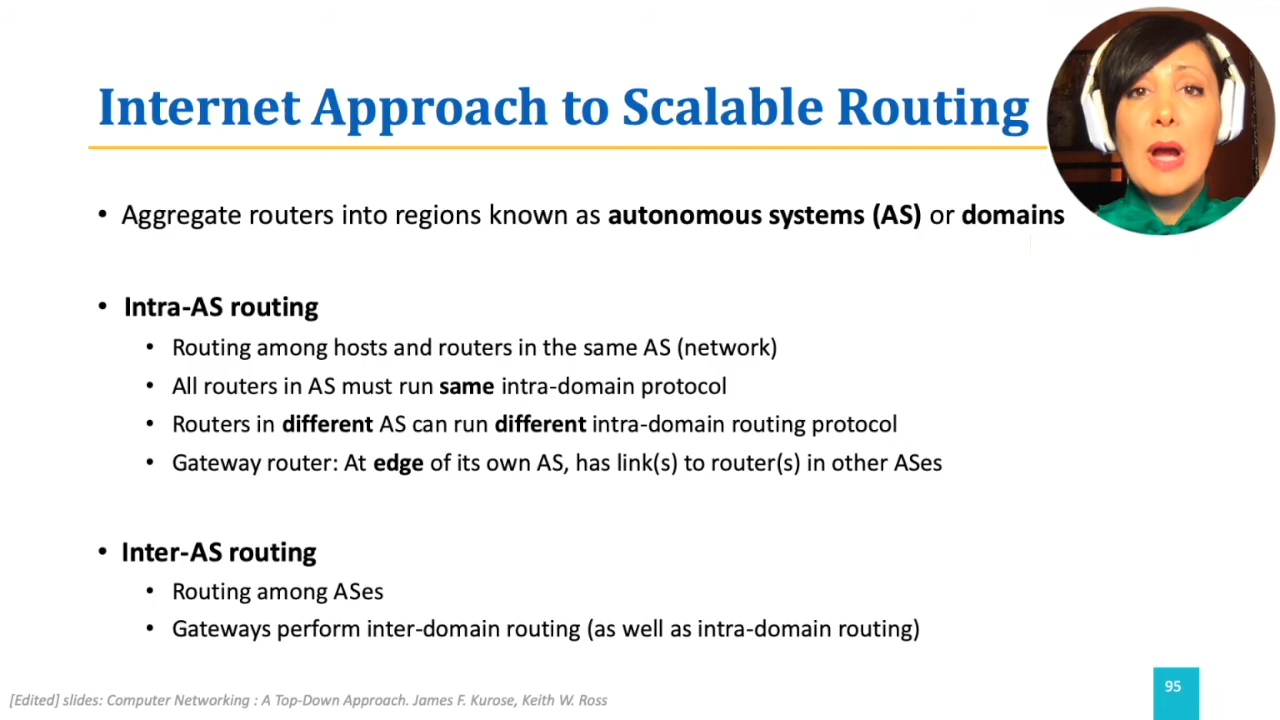 Internet Approach to Scalable Routing
• Aggregate routers into regions known as autonomous systems (AS) or domains
• Intra-AS routing
• Routing among hosts and routers in the same AS (network)
• All routers in AS must run same intra-domain protocol
• Routers in different AS can run different intra-domain routing protocol
• Gateway router: At edge of its own AS, has link(s) to router(s) in other ASes
• Inter-AS routing
• Routing among ASes
• Gateways perform inter-domain routing (as well as intra-domain routing)
[Edited] slides: Computer Networking : A Top-Down Approach. James F. Kurose, Keith W. Ross
95